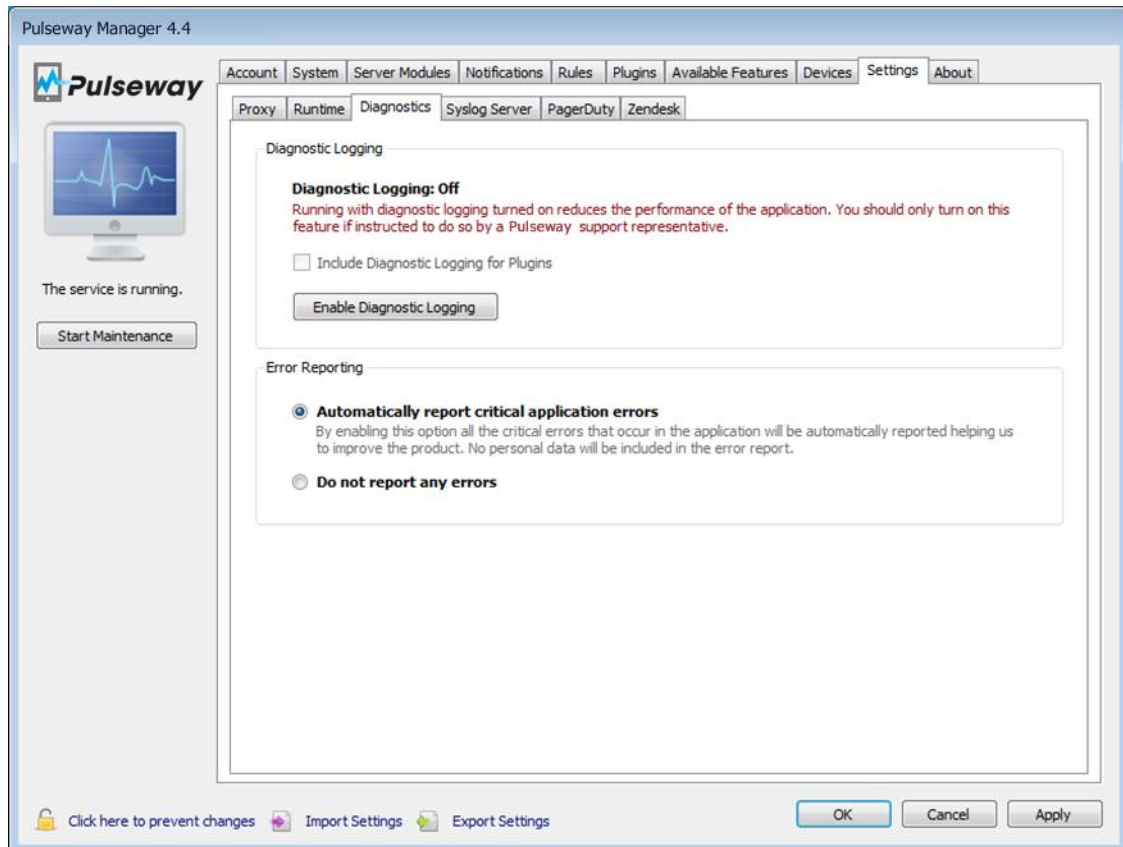 Pulseway Manager 4.4
Pulseway
Account System Server Modules Notifications Rules Plugins Available Features Devices Settings About
Proxy Runtime Diagnostics Syslog Server PagerDuty Zendesk
The service is running.
Start Maintenance
Diagnostic Logging
Diagnostic Logging: Off
Running with diagnostic logging turned on reduces the performance of the application. You should only turn on this
feature if instructed to do so by a Pulseway support representative.
Include Diagnostic Logging for Plugins
Enable Diagnostic Logging
Error Reporting
Automatically report critical application errors
By enabling this option all the critical errors that occur in the application will be automatically reported helping us
to improve the product. No personal data will be included in the error report.
Do not report any errors
Click here to prevent changes Import Settings Export Settings
OK Cancel Apply